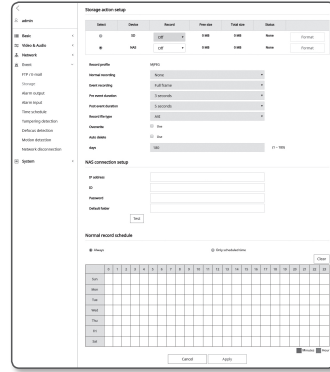 admin
Basic
Video & Audio
Network
Event
FTP / E-mail
Storage
Alarm output
Alarm input
Time schedule
Tampering detection
Defocus detection
Motion detection
Network disconnection
System
Storage action setup
Select Device Record Free size Total size Status
SD Off 0 MB 0 MB None Format
NAS Off 0 MB 0 MB None Format
Record profile MJPEG
Normal recording None
Event recording Full frame
Pre event duration 5 seconds
Post event duration 5 seconds
Record file type AVI
Overwrite Use
Auto delete Use
days 180 (1 ~ 180)
NAS connection setup
IP address
ID
Password
Default folder
Test
Normal record schedule
Always Only scheduled time
Clear
0 1 2 3 4 5 6 7 8 9 10 11 12 13 14 15 16 17 18 19 20 21 22 23
Sun
Mon
Tue
Wed
Thu
Fri
Sat
Minutes Hour
Cancel Apply